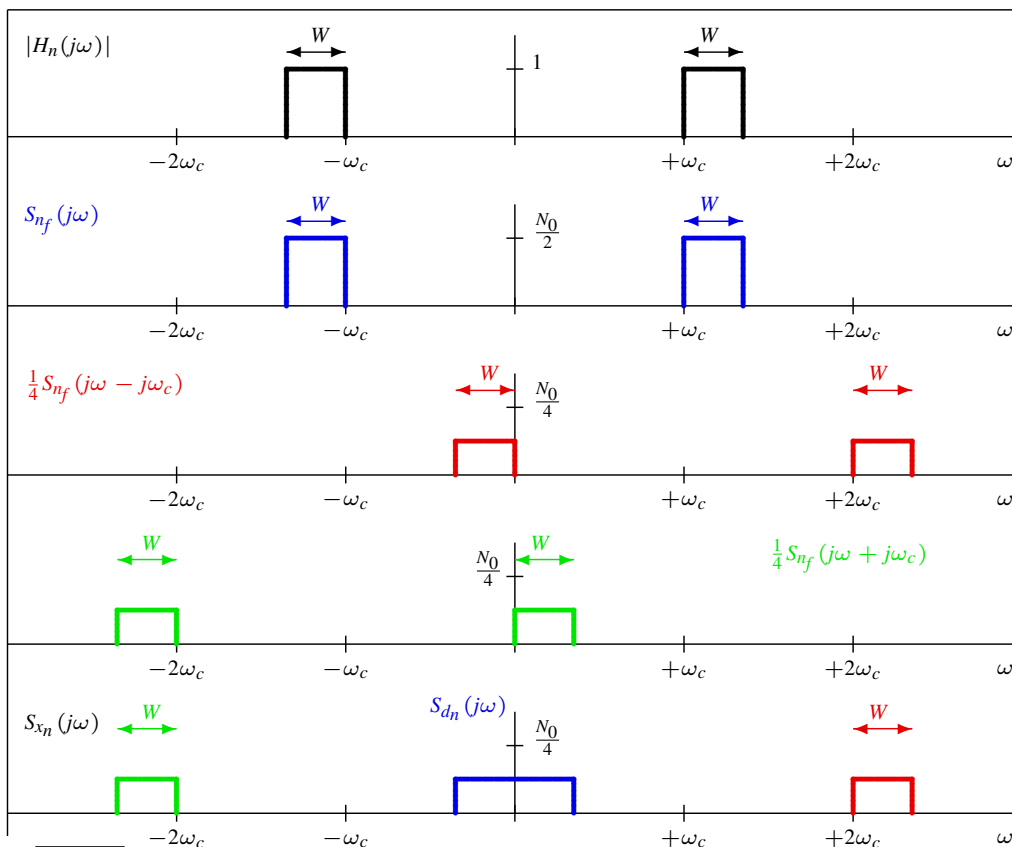 |H_n(jω)|
W
W
1
−2ω_c
−ω_c
+ω_c
+2ω_c
ω
S_{n_f}(jω)
W
W
N_0/2
−2ω_c
−ω_c
+ω_c
+2ω_c
ω
1/4 S_{n_f}(jω − jω_c)
W
N_0/4
W
−2ω_c
−ω_c
+ω_c
+2ω_c
ω
W
N_0/4
W
1/4 S_{n_f}(jω + jω_c)
−2ω_c
−ω_c
+ω_c
+2ω_c
ω
S_{x_n}(jω)
W
S_{d_n}(jω)
N_0/4
W
−2ω_c
−ω_c
+ω_c
+2ω_c
ω